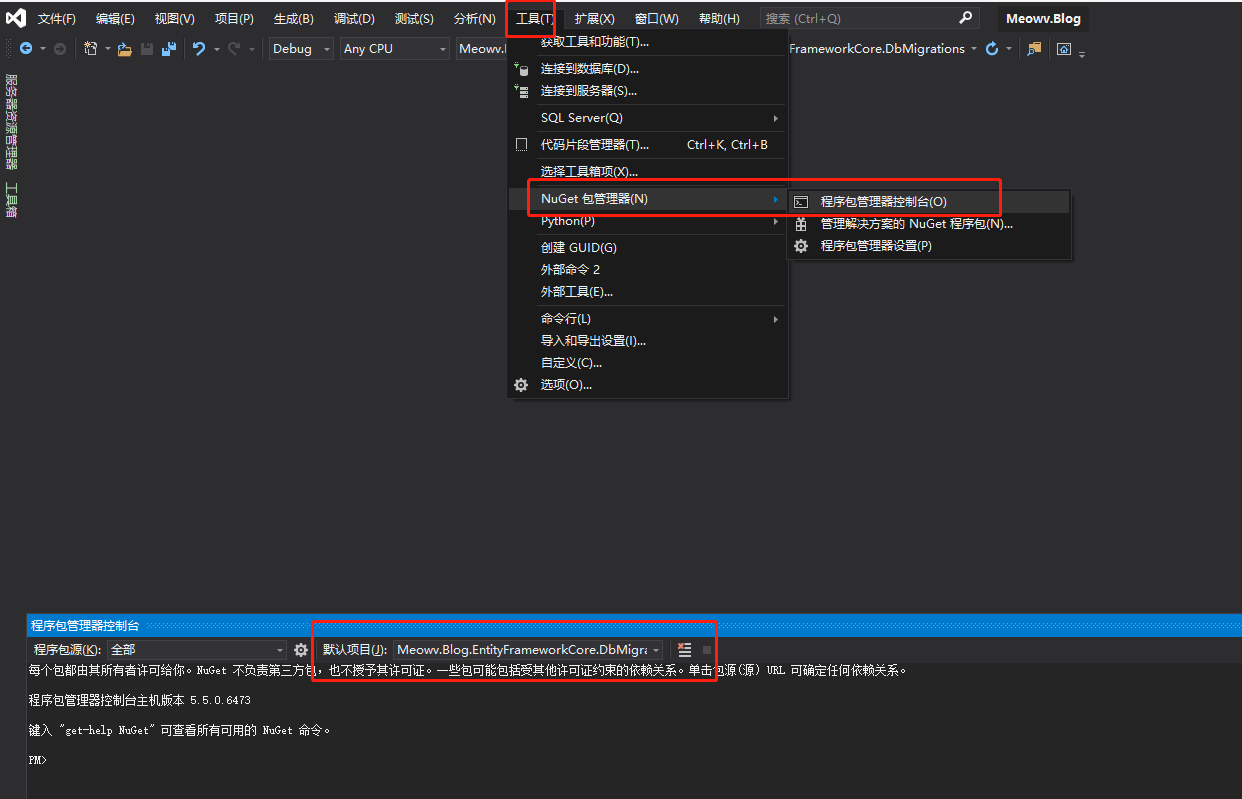 文件(F) 编辑(E) 视图(V) 项目(P) 生成(B) 调试(D) 测试(S) 分析(N) 工具(T) 扩展(X) 窗口(W) 帮助(H) 搜索 (Ctrl+Q) Meowv.Blog
Debug Any CPU Meowv. FrameworkCore.DbMigrations
服务器资源管理器
工具箱
获取工具和功能(T)...
连接到数据库(D)...
连接到服务器(S)...
SQL Server(Q)
代码片段管理器(T)... Ctrl+K, Ctrl+B
选择工具箱项(X)...
NuGet 包管理器(N)
Python(P)
创建 GUID(G)
外部命令 2
外部工具(E)...
命令行(L)
导入和导出设置(I)...
自定义(C)...
选项(O)...
程序包管理器控制台(O)
管理解决方案的 NuGet 程序包(N)...
程序包管理器设置(P)
程序包管理器控制台
程序包源(K): 全部 默认项目(J): Meowv.Blog.EntityFrameworkCore.DbMigra
每个包都由其所有者许可给你。NuGet 不负责第三方包，也不授予其许可证。一些包可能包括受其他许可证约束的依赖关系。单击包源(源) URL 可确定任何依赖关系。
程序包管理器控制台主机版本 5.5.0.6473
键入 "get-help NuGet" 可查看所有可用的 NuGet 命令。
PM>